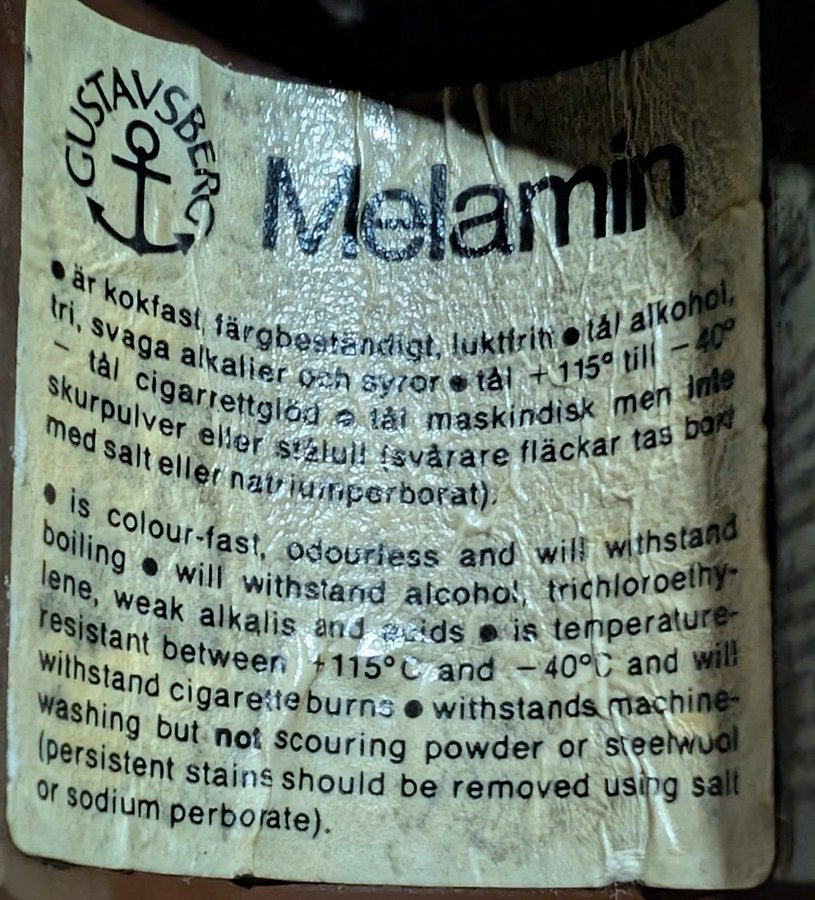 GUSTAVSBERG
Melamin
● är kokfast, färgbeständigt, luktfritt ● tål alkohol,
tri, svaga alkalier och syror ● tål +115° till −40°
– tål cigarrettglöd ● tål maskindisk men inte
skurpulver eller stålull (svårare fläckar tas bort
med salt eller natriumperborat).
● is colour-fast, odourless and will withstand
boiling ● will withstand alcohol, trichloroethy-
lene, weak alkalis and acids ● is temperature-
resistant between +115°C and −40°C and will
withstand cigarette burns ● withstands machine-
washing but not scouring powder or steelwool
(persistent stains should be removed using salt
or sodium perborate).